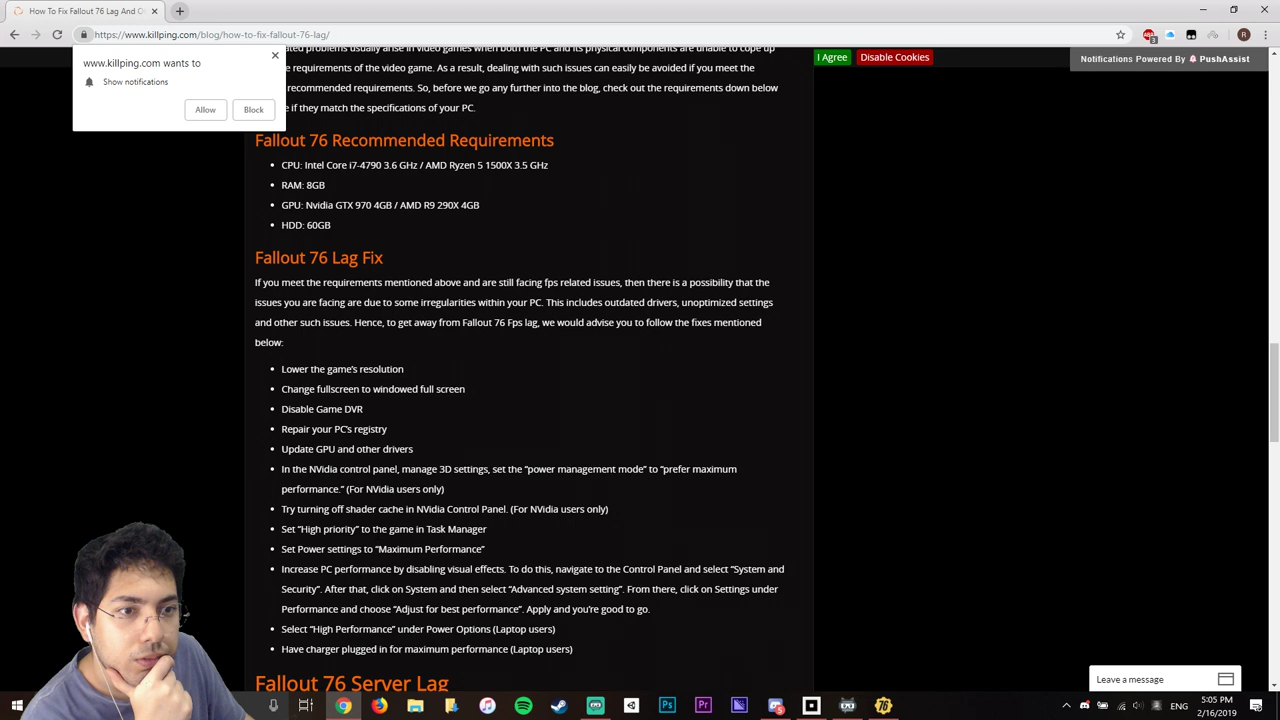 How To Fix Fallout 76 Lag And C
https://www.killping.com/blog/how-to-fix-fallout-76-lag/
www.killping.com wants to
Show notifications
Allow
Block
I Agree
Disable Cookies
Notifications Powered By PushAssist
ated problems usually arise in video games when both the PC and its physical components are unable to cope up
e requirements of the video game. As a result, dealing with such issues can easily be avoided if you meet the
recommended requirements. So, before we go any further into the blog, check out the requirements down below
e if they match the specifications of your PC.
Fallout 76 Recommended Requirements
• CPU: Intel Core i7-4790 3.6 GHz / AMD Ryzen 5 1500X 3.5 GHz
• RAM: 8GB
• GPU: Nvidia GTX 970 4GB / AMD R9 290X 4GB
• HDD: 60GB
Fallout 76 Lag Fix
If you meet the requirements mentioned above and are still facing fps related issues, then there is a possibility that the
issues you are facing are due to some irregularities within your PC. This includes outdated drivers, unoptimized settings
and other such issues. Hence, to get away from Fallout 76 Fps lag, we would advise you to follow the fixes mentioned
below:
• Lower the game's resolution
• Change fullscreen to windowed full screen
• Disable Game DVR
• Repair your PC's registry
• Update GPU and other drivers
• In the NVidia control panel, manage 3D settings, set the “power management mode” to “prefer maximum
performance.” (For NVidia users only)
• Try turning off shader cache in NVidia Control Panel. (For NVidia users only)
• Set “High priority” to the game in Task Manager
• Set Power settings to “Maximum Performance”
• Increase PC performance by disabling visual effects. To do this, navigate to the Control Panel and select “System and
Security”. After that, click on System and then select “Advanced system setting”. From there, click on Settings under
Performance and choose “Adjust for best performance”. Apply and you're good to go.
• Select “High Performance” under Power Options (Laptop users)
• Have charger plugged in for maximum performance (Laptop users)
Fallout 76 Server Lag
Leave a message
ENG
5:05 PM
2/16/2019